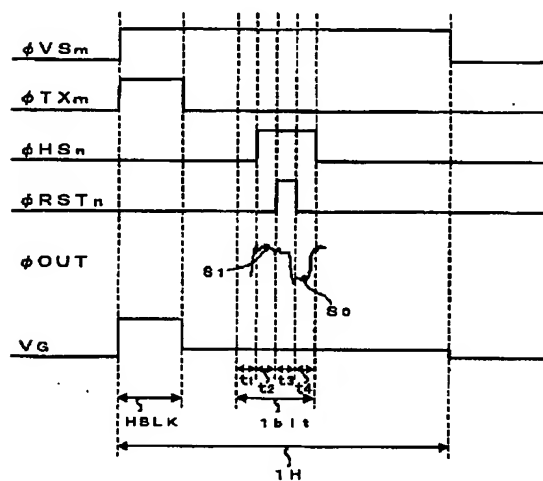 φVSm
φTXm
φHSn
φRSTn
φOUT
S1
S0
VG
t1 t2 t3 t4
HBLK
1bit
1H